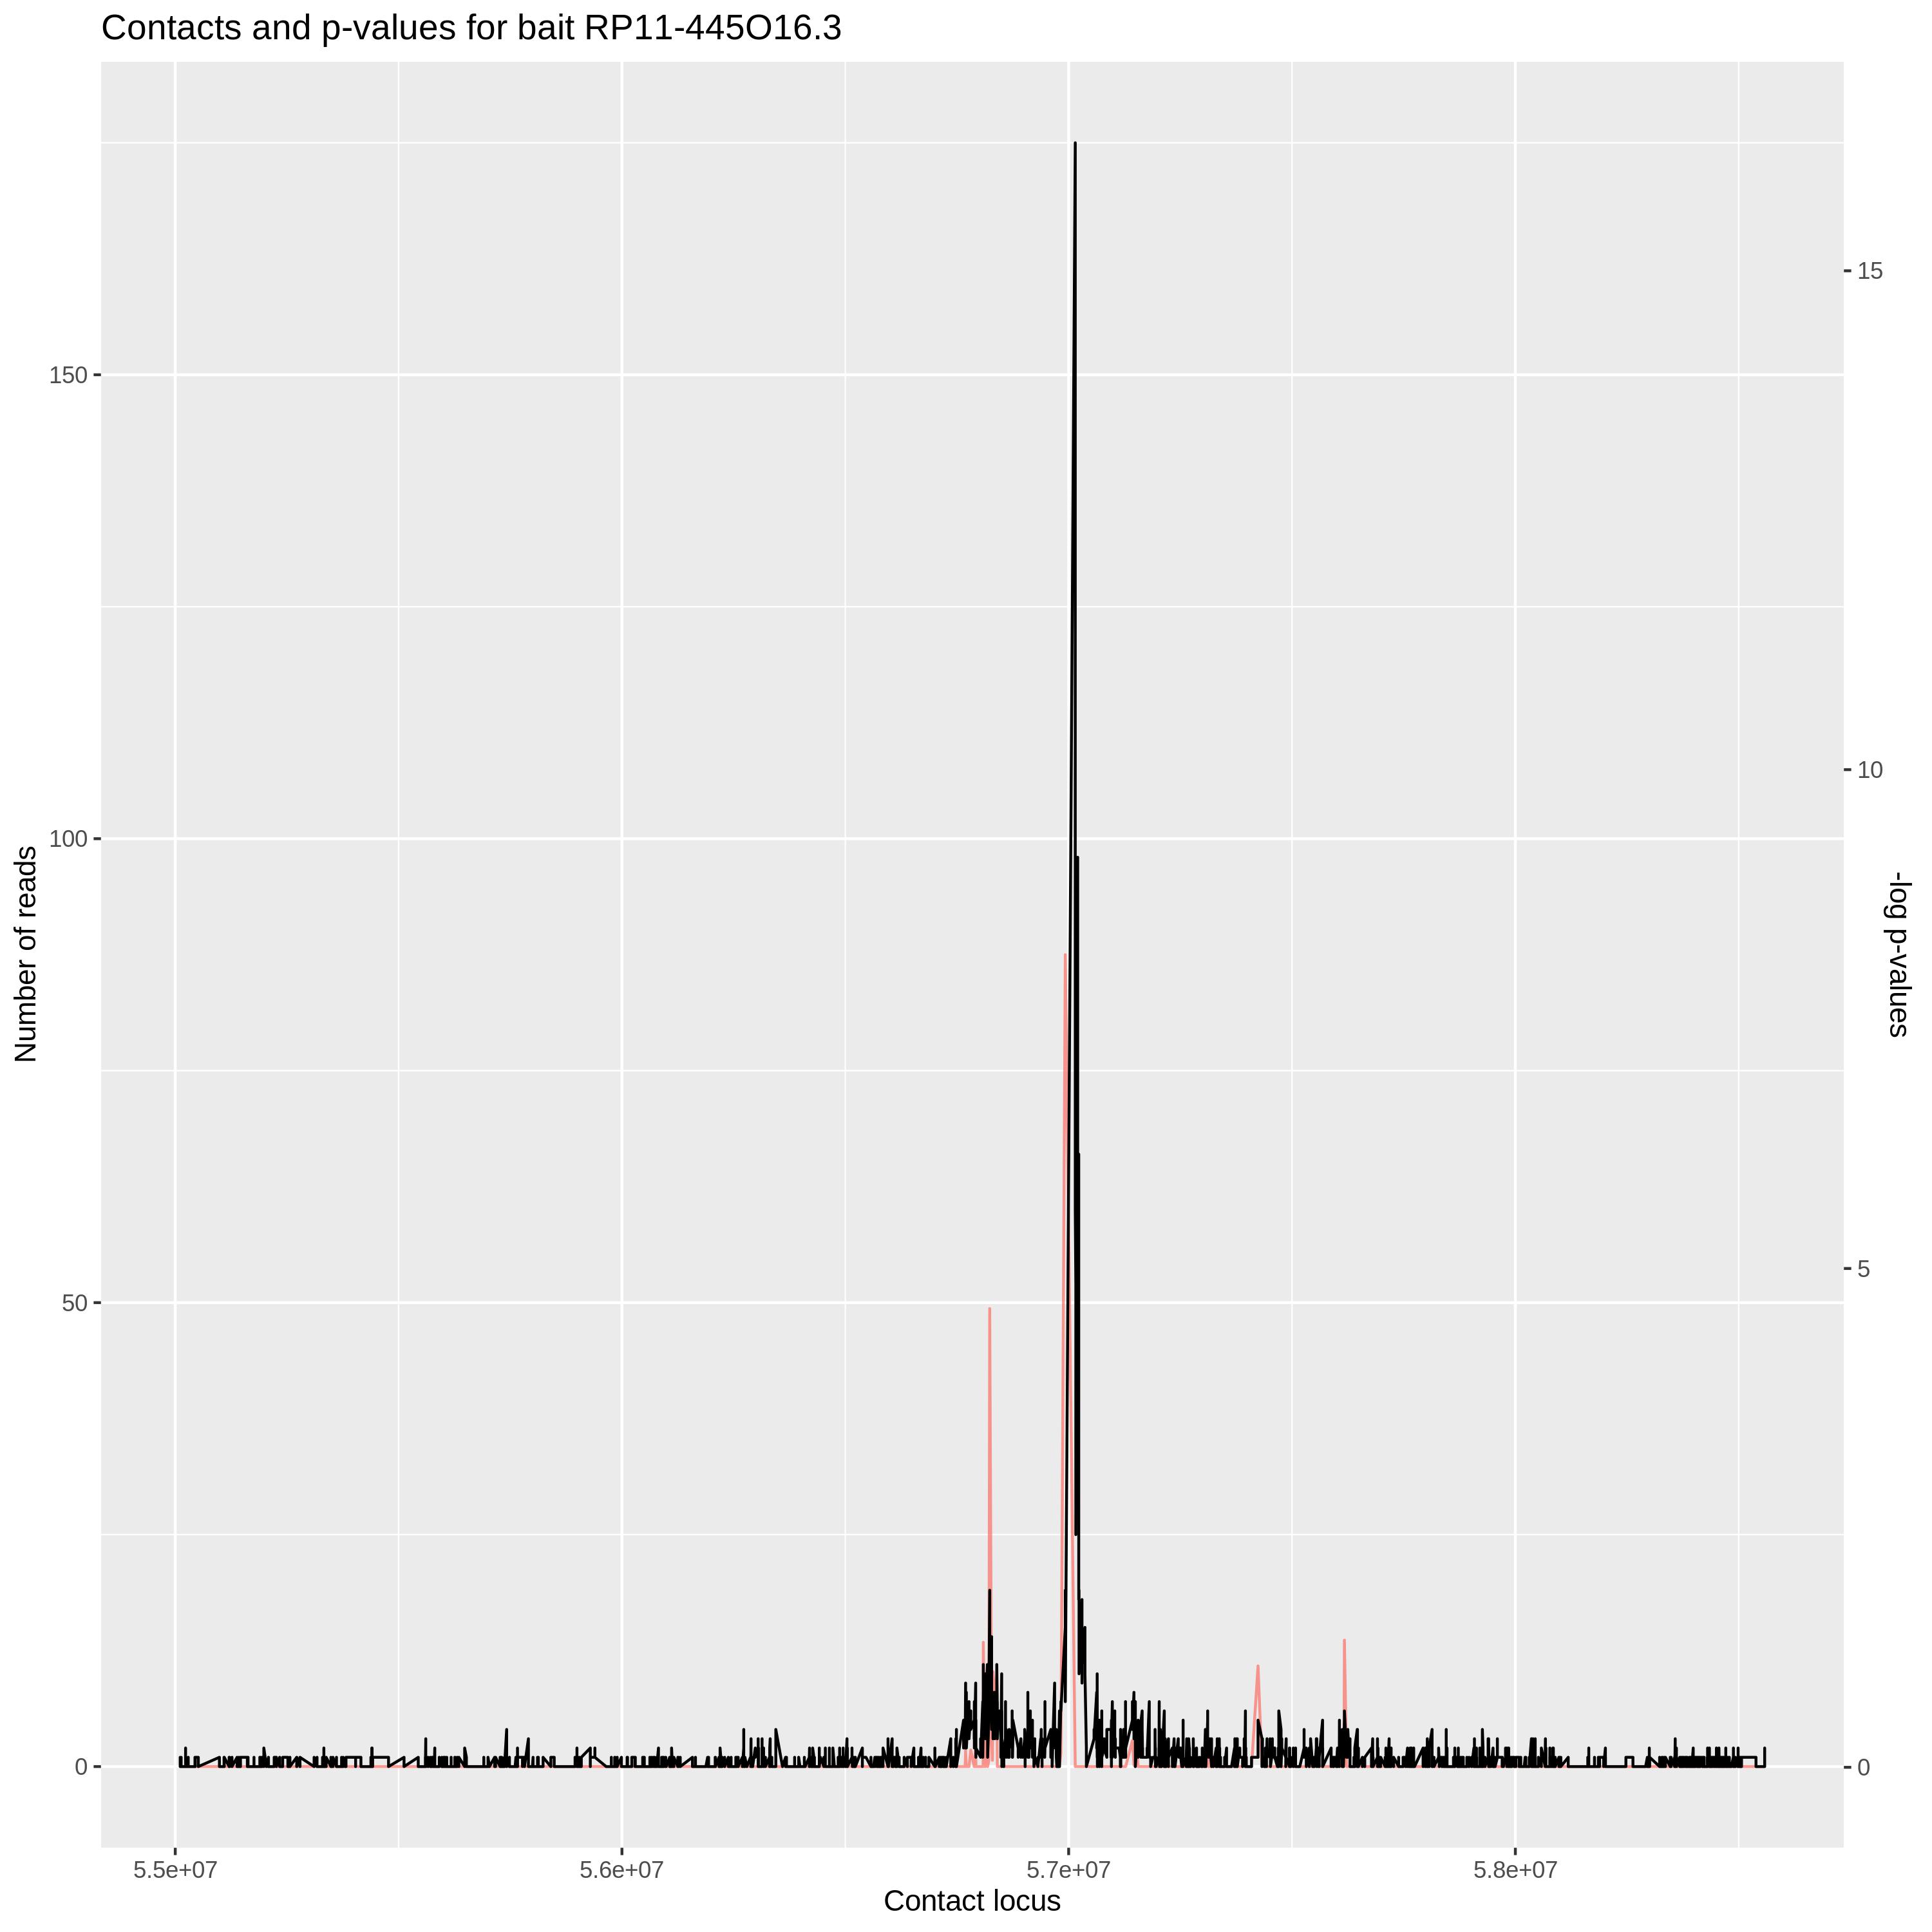 Contacts and p-values for bait RP11-445O16.3
Number of reads
150
100
50
0
15
10
5
0
-log p-values
5.5e+07
5.6e+07
5.7e+07
5.8e+07
Contact locus